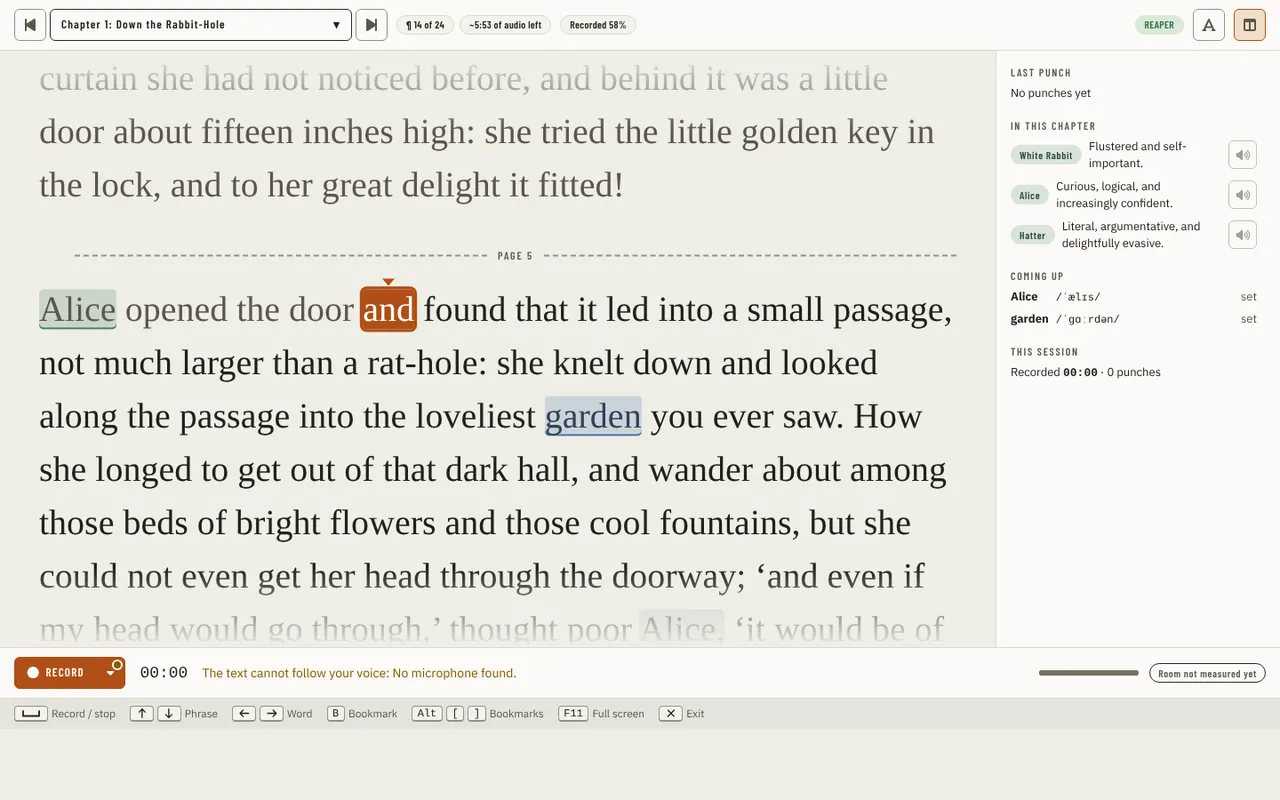 Chapter 1: Down the Rabbit-Hole
¶ 14 of 24
~5:53 of audio left
Recorded 58%
REAPER
A
curtain she had not noticed before, and behind it was a little
door about fifteen inches high: she tried the little golden key in
the lock, and to her great delight it fitted!
PAGE 5
Alice opened the door and found that it led into a small passage,
not much larger than a rat-hole: she knelt down and looked
along the passage into the loveliest garden you ever saw. How
she longed to get out of that dark hall, and wander about among
those beds of bright flowers and those cool fountains, but she
could not even get her head through the doorway; ‘and even if
my head would go through,’ thought poor Alice, ‘it would be of
LAST PUNCH
No punches yet
IN THIS CHAPTER
White Rabbit
Flustered and self-
important.
Alice
Curious, logical, and
increasingly confident.
Hatter
Literal, argumentative, and
delightfully evasive.
COMING UP
Alice /ˈælɪs/ set
garden /ˈɡɑːrdən/ set
THIS SESSION
Recorded 00:00 · 0 punches
RECORD
00:00
The text cannot follow your voice: No microphone found.
Room not measured yet
Record / stop
↑ ↓ Phrase
← → Word
B Bookmark
Alt [ ] Bookmarks
F11 Full screen
✕ Exit